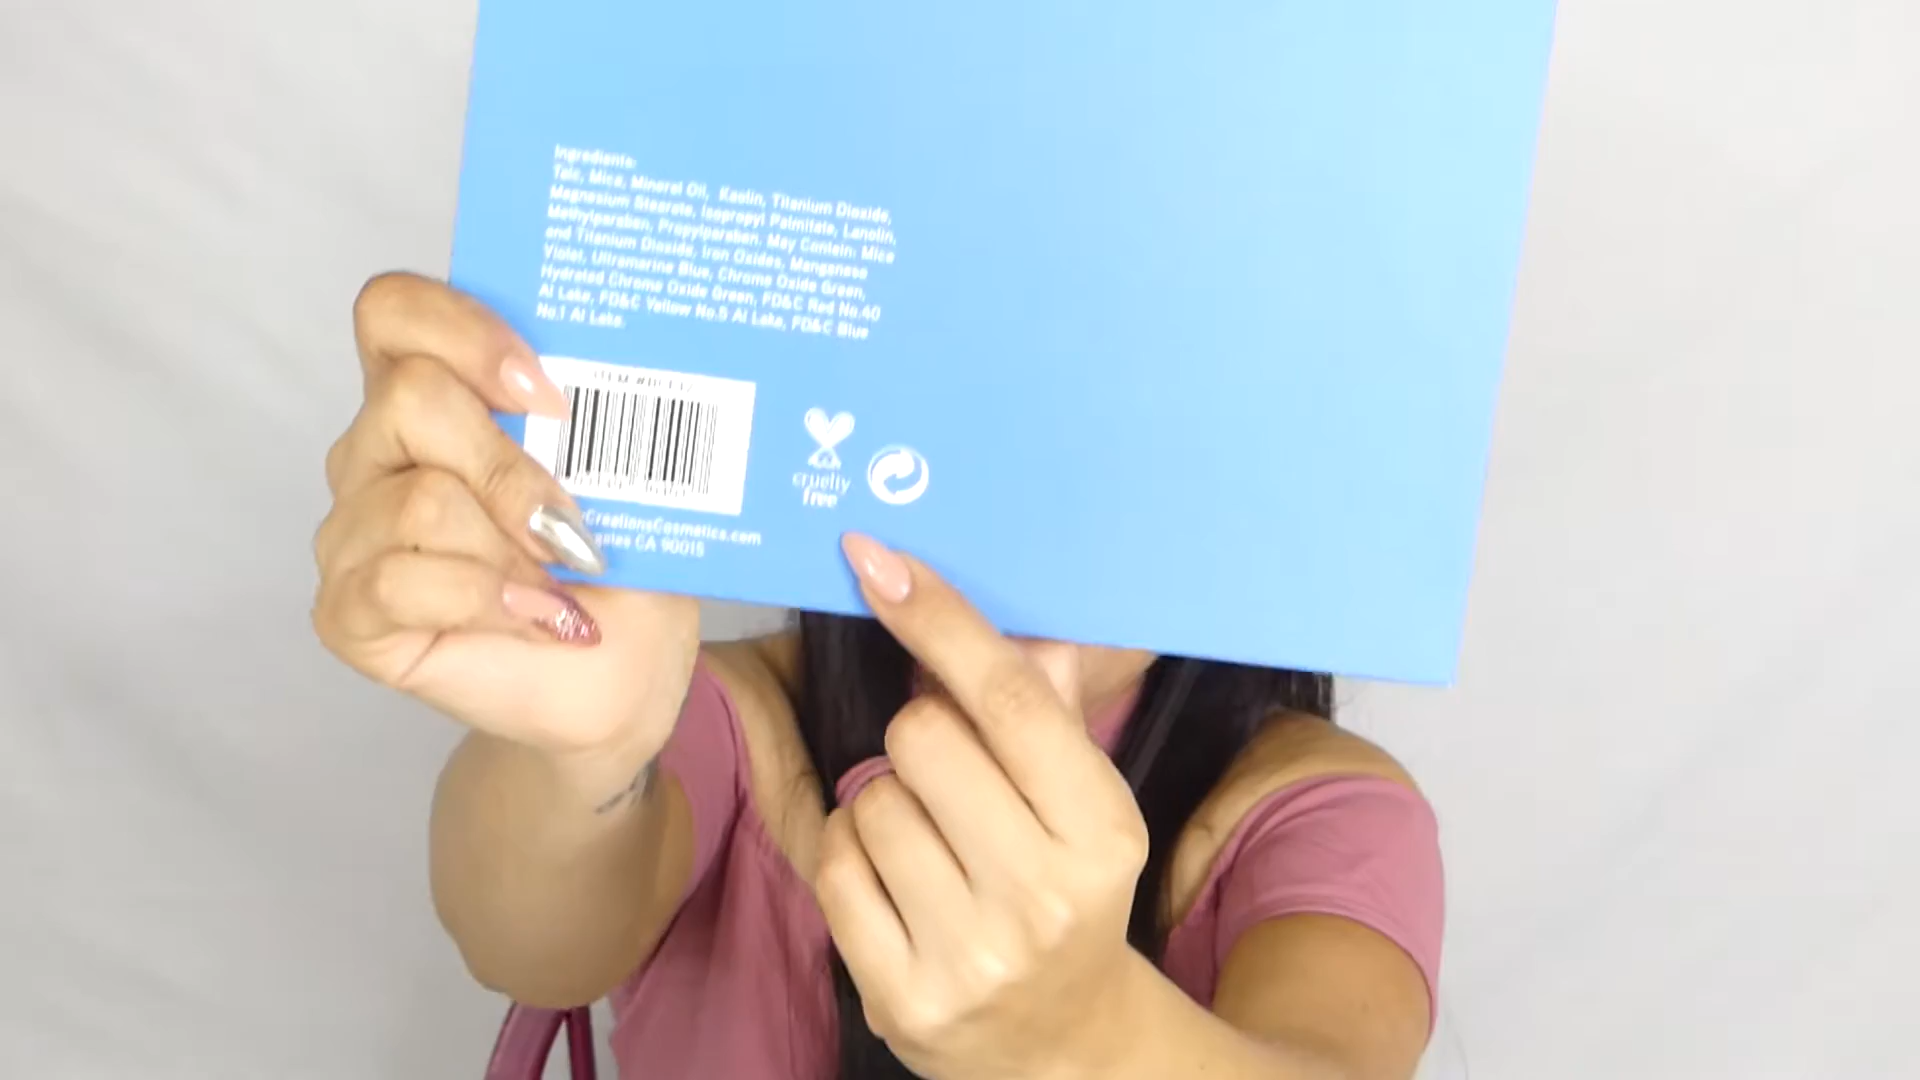 Ingredients:
Talc, Mica, Mineral Oil, Kaolin, Titanium Dioxide,
Magnesium Stearate, Isopropyl Palmitate, Lanolin,
Methylparaben, Propylparaben. May Contain: Mica
and Titanium Dioxide, Iron Oxides, Manganese
Violet, Ultramarine Blue, Chrome Oxide Green,
Hydrated Chrome Oxide Green, FD&C Red No.40
Al Lake, FD&C Yellow No.5 Al Lake, FD&C Blue
No.1 Al Lake.
cruelty
free
yCreationsCosmetics.com
geles CA 90015